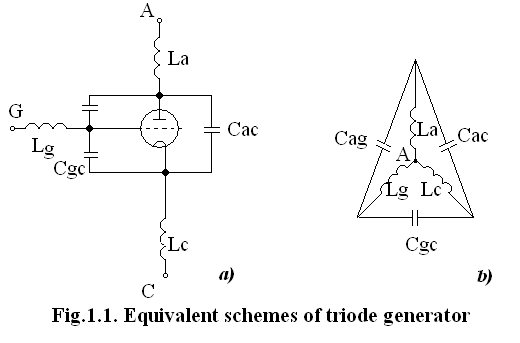 A
La
G
Lg
Cgc
Cac
Lc
C
a)
Cag
La
Cac
A
Lg
Lc
Cgc
b)
Fig.1.1. Equivalent schemes of triode generator